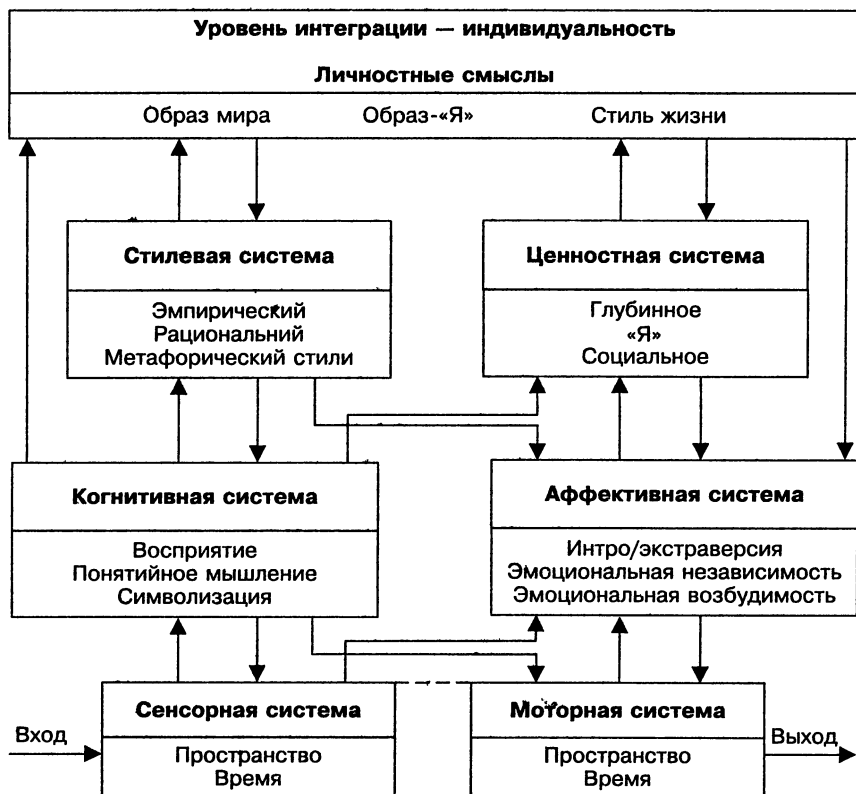 Уровень интеграции — индивидуальность
Личностные смыслы
Образ мира Образ-«Я» Стиль жизни
Стилевая система
Эмпирический
Рациональний
Метафорический стили
Ценностная система
Глубинное
«Я»
Социальное
Когнитивная система
Восприятие
Понятийное мышление
Символизация
Аффективная система
Интро/экстраверсия
Эмоциональная независимость
Эмоциональная возбудимость
Вход
Сенсорная система
Пространство
Время
Моторная система
Пространство
Время
Выход